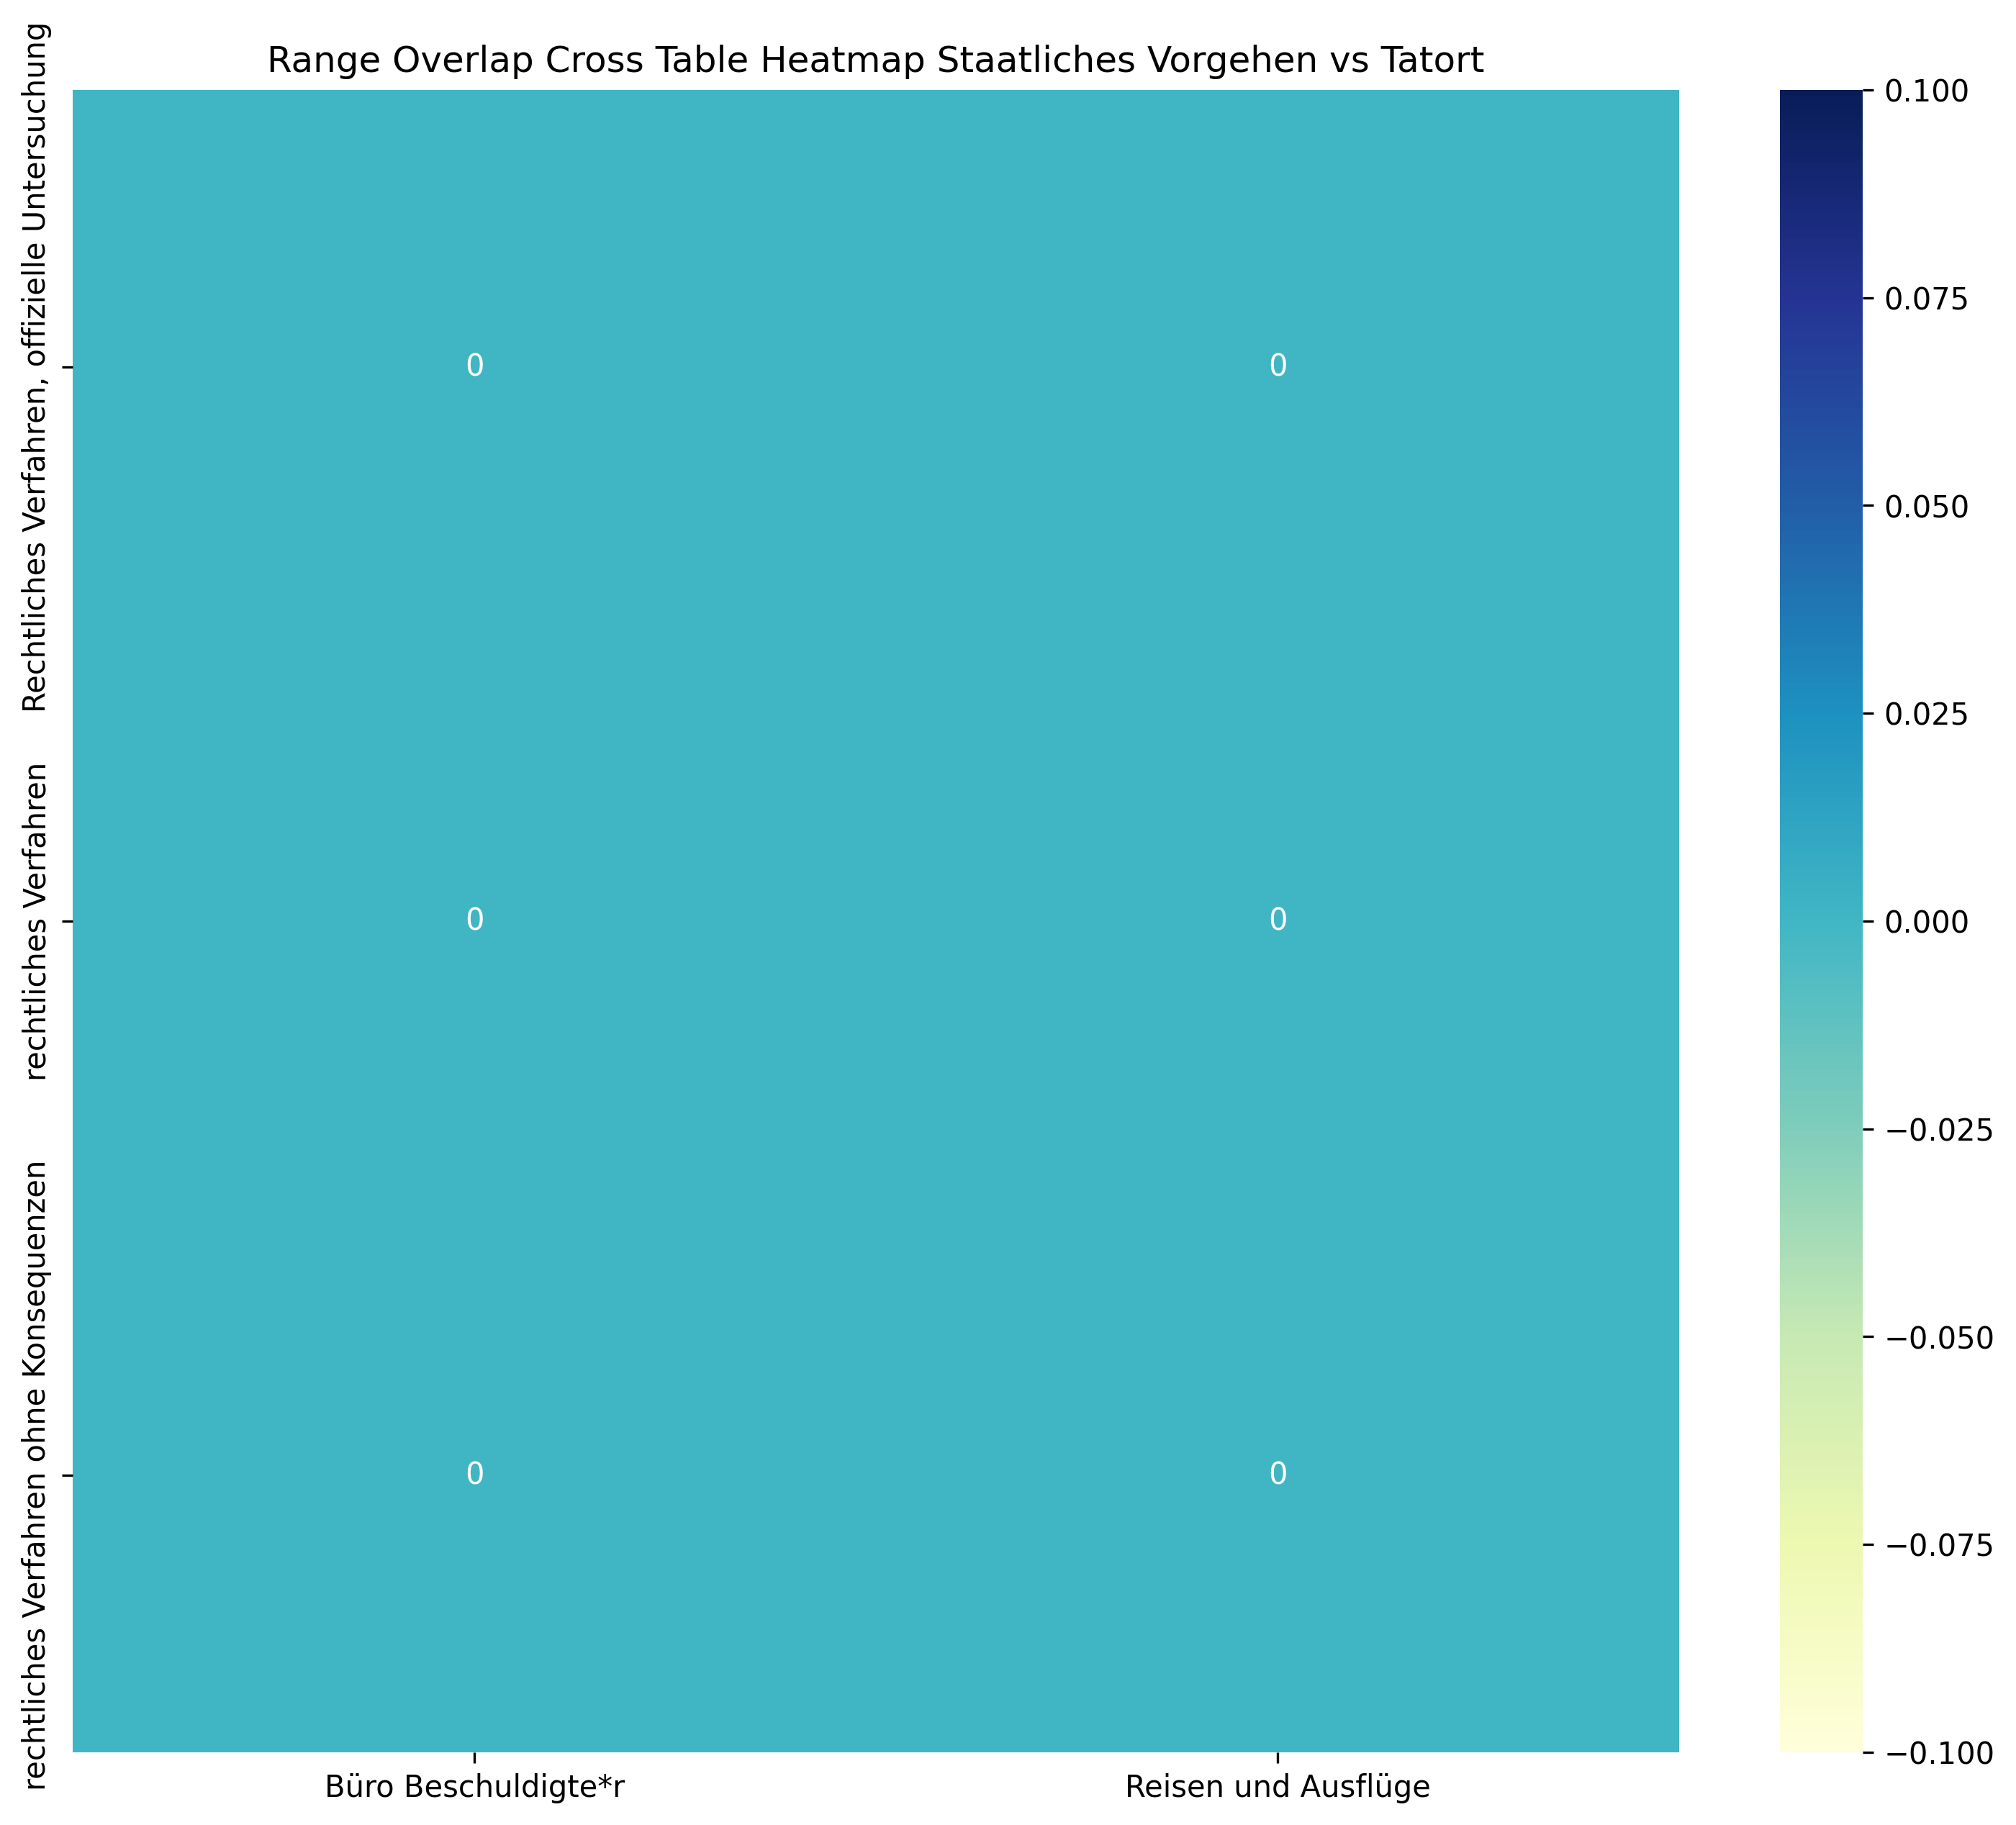 Range Overlap Cross Table Heatmap Staatliches Vorgehen vs Tatort
Rechtliches Verfahren, offizielle Untersuchung
rechtliches Verfahren
rechtliches Verfahren ohne Konsequenzen
0 0
0 0
0 0
Büro Beschuldigte*r
Reisen und Ausflüge
0.100
0.075
0.050
0.025
0.000
−0.025
−0.050
−0.075
−0.100